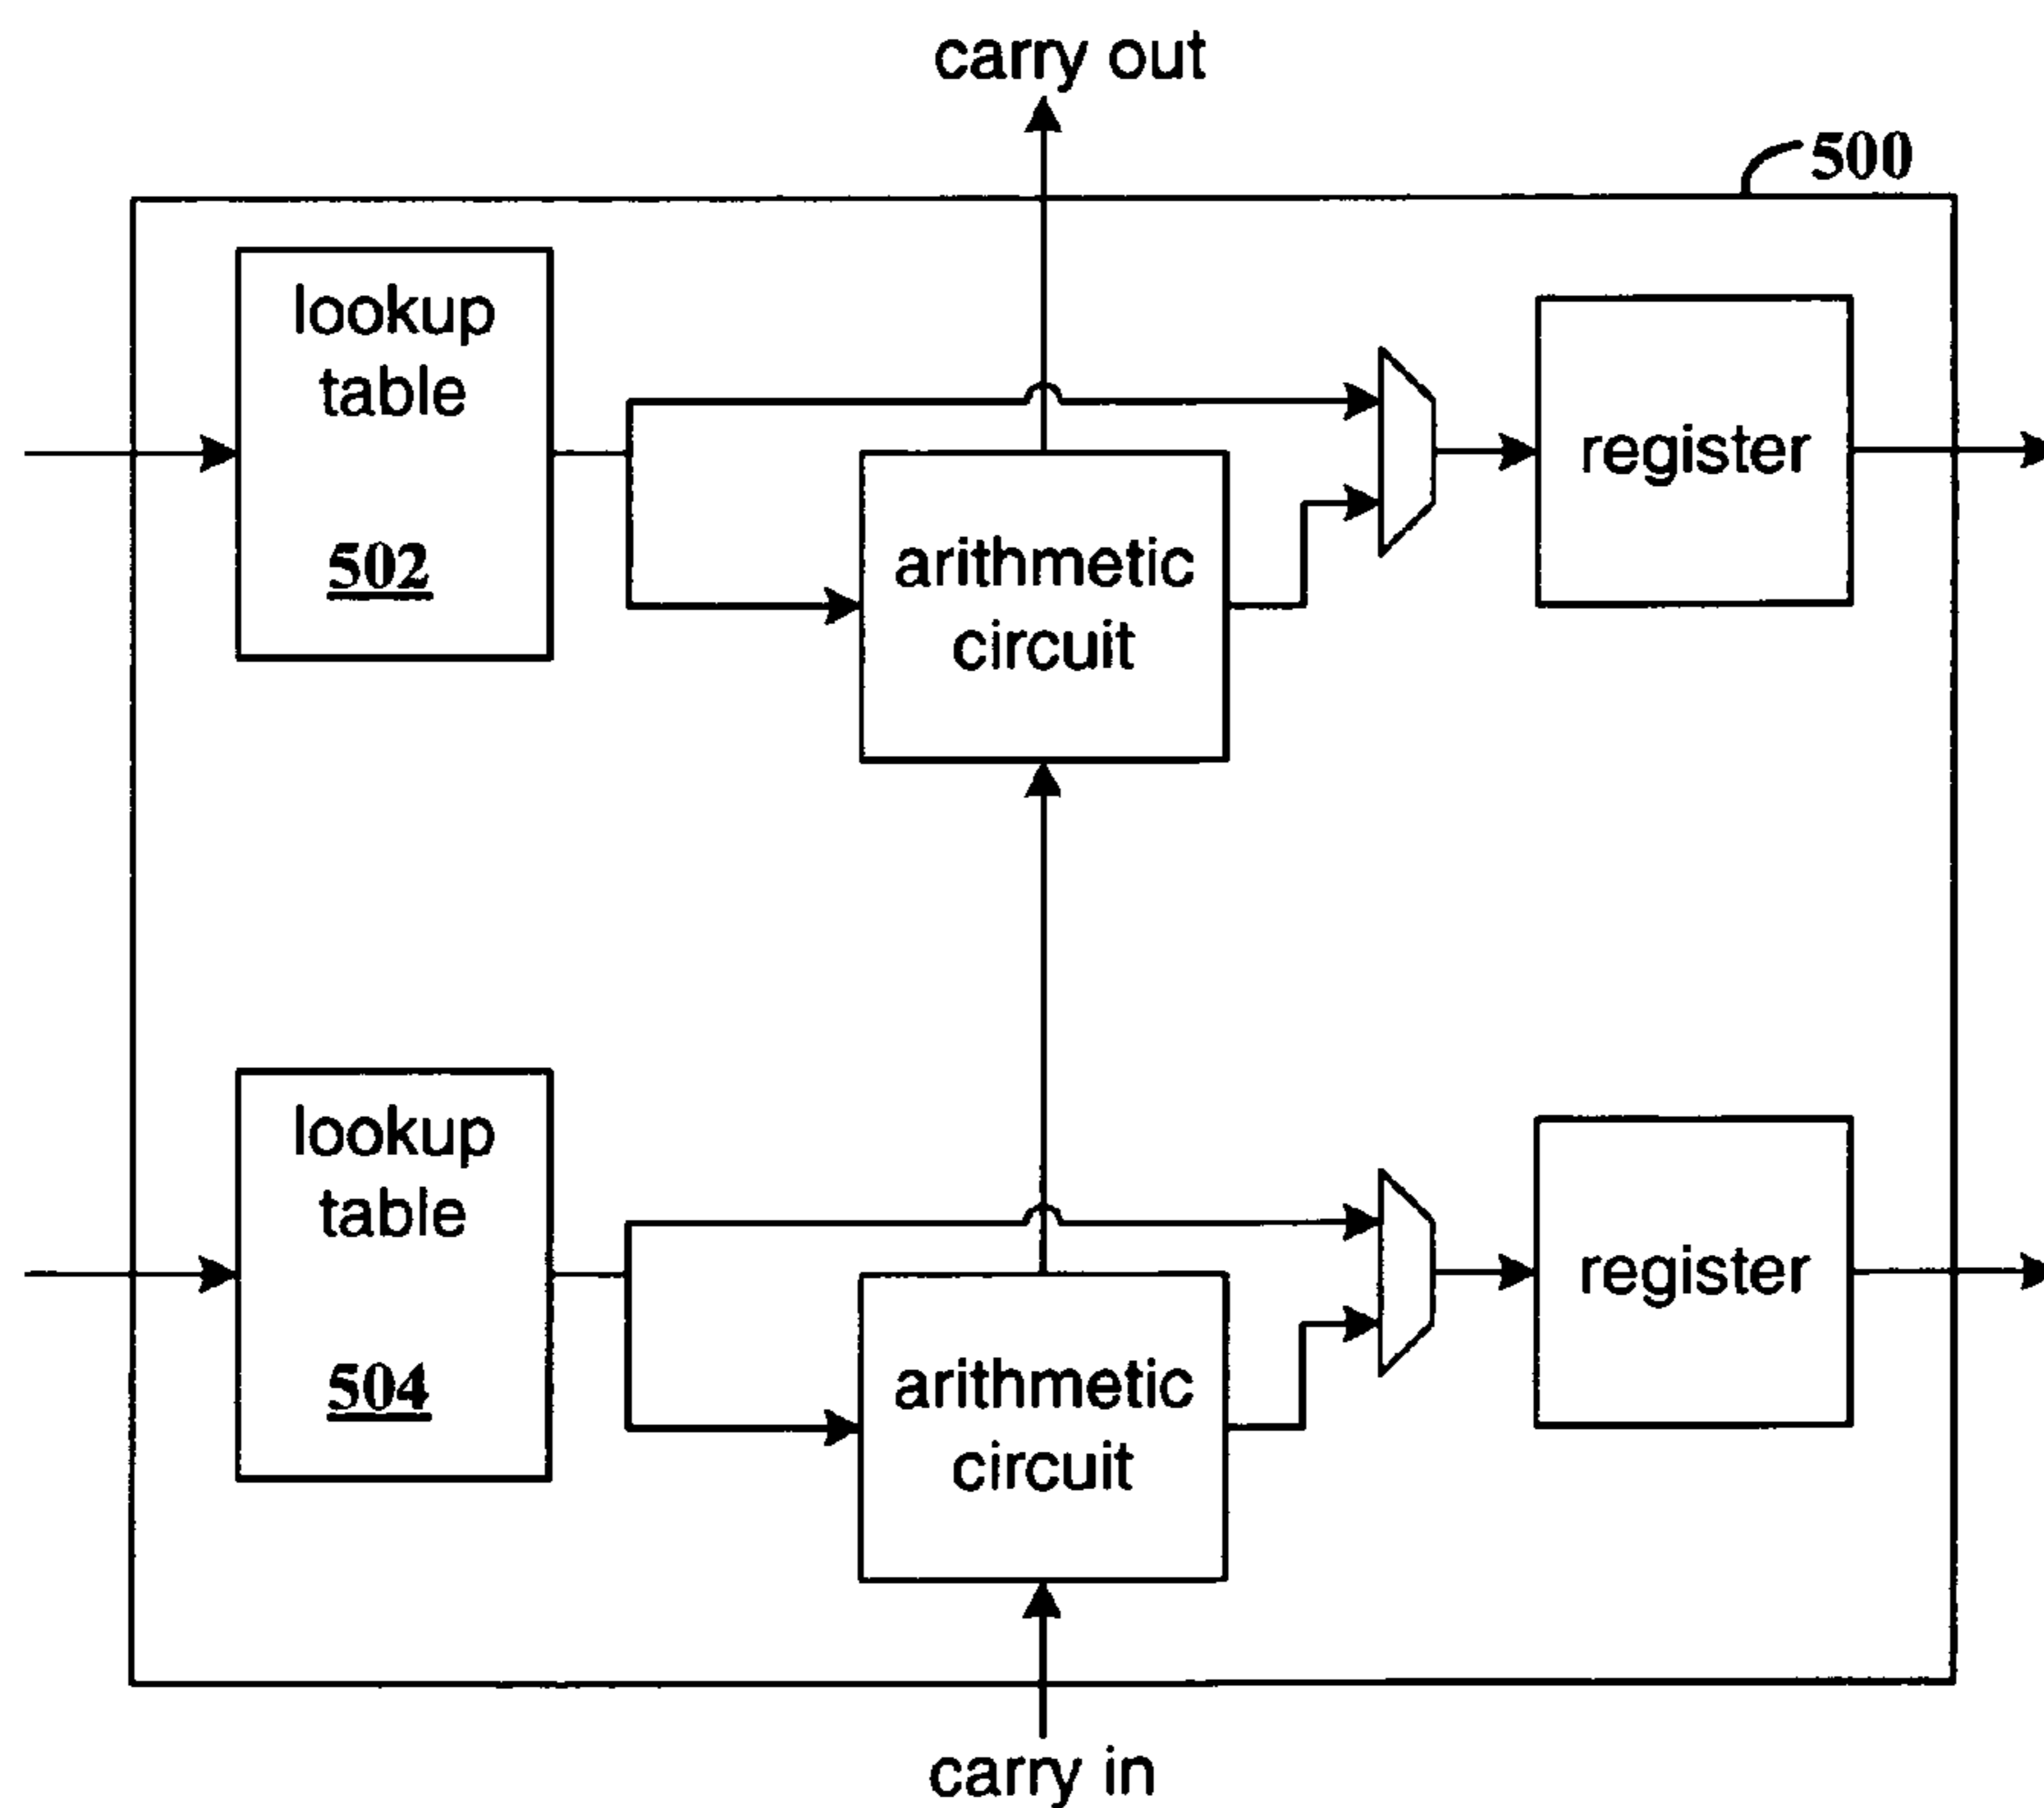 carry out
500
lookup
table
502
arithmetic
circuit
register
lookup
table
504
arithmetic
circuit
register
carry in